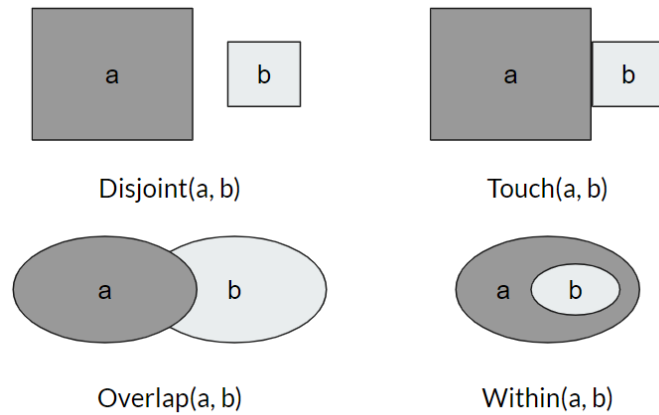 a b
a b
Disjoint(a, b)
Touch(a, b)
a b
a b
Overlap(a, b)
Within(a, b)